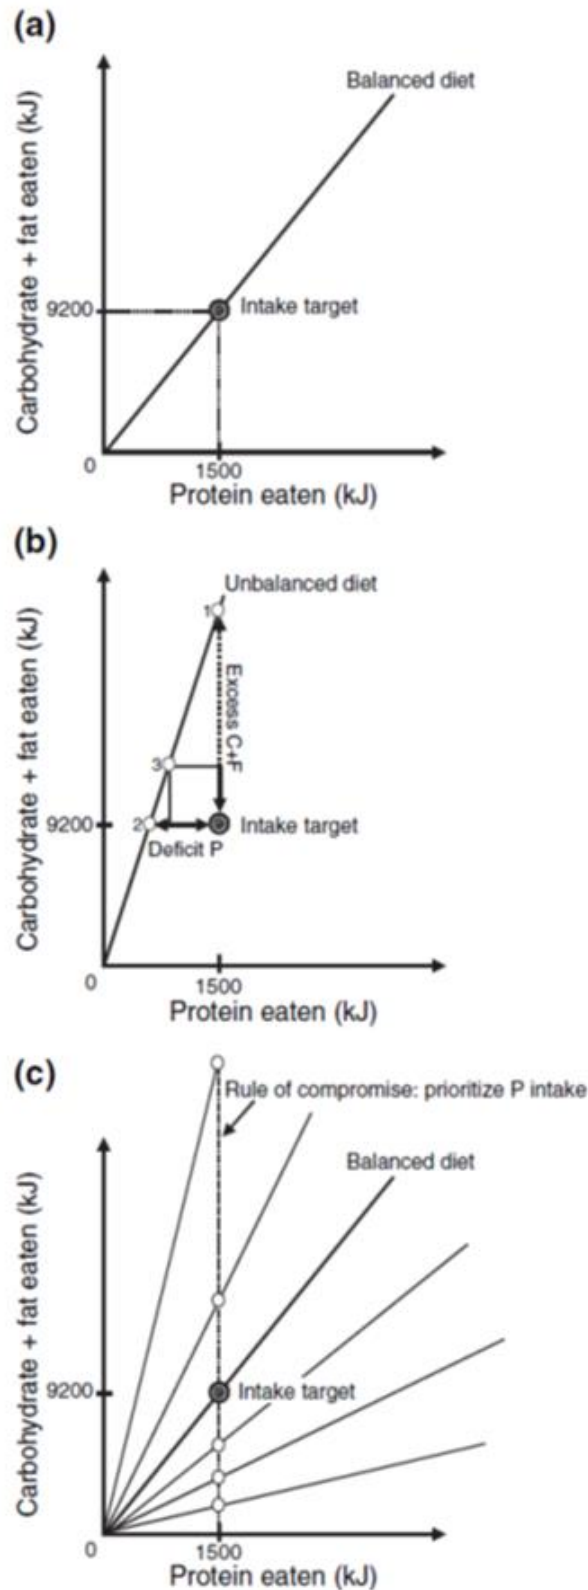 (a)
Balanced diet
Carbohydrate + fat eaten (kJ)
9200
Intake target
0
1500
Protein eaten (kJ)
(b)
Unbalanced diet
1
Carbohydrate + fat eaten (kJ)
Excess C+F
3
9200
2
Intake target
Deficit P
0
1500
Protein eaten (kJ)
(c)
Rule of compromise: prioritize P intake
Balanced diet
Carbohydrate + fat eaten (kJ)
9200
Intake target
0
1500
Protein eaten (kJ)